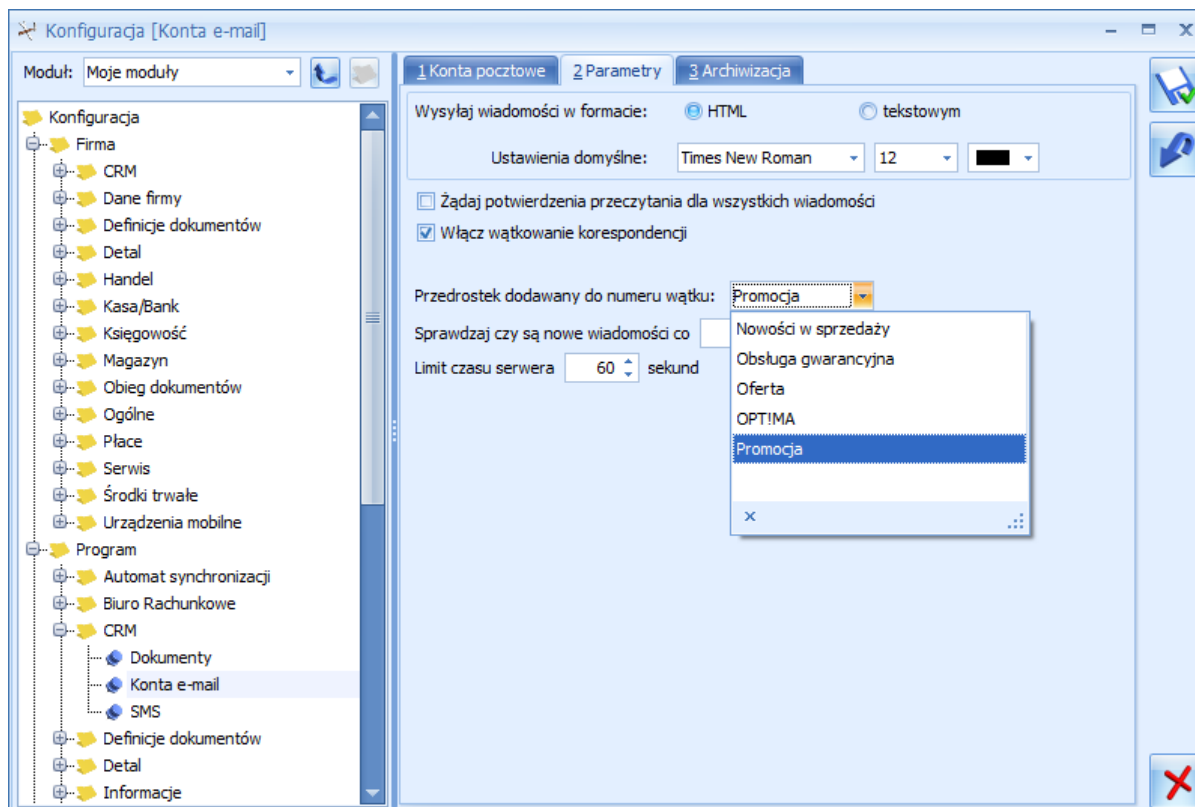 Konfiguracja [Konta e-mail]
Moduł: Moje moduły
Konfiguracja
Firma
CRM
Dane firmy
Definicje dokumentów
Detal
Handel
Kasa/Bank
Księgowość
Magazyn
Obieg dokumentów
Ogólne
Płace
Serwis
Środki trwałe
Urządzenia mobilne
Program
Automat synchronizacji
Biuro Rachunkowe
CRM
Dokumenty
Konta e-mail
SMS
Definicje dokumentów
Detal
Informacje
1 Konta pocztowe 2 Parametry 3 Archiwizacja
Wysyłaj wiadomości w formacie: HTML tekstowym
Ustawienia domyślne: Times New Roman 12
Żądaj potwierdzenia przeczytania dla wszystkich wiadomości
Włącz wątkowanie korespondencji
Przedrostek dodawany do numeru wątku: Promocja
Sprawdzaj czy są nowe wiadomości co
Limit czasu serwera 60 sekund
Nowości w sprzedaży
Obsługa gwarancyjna
Oferta
OPT!MA
Promocja